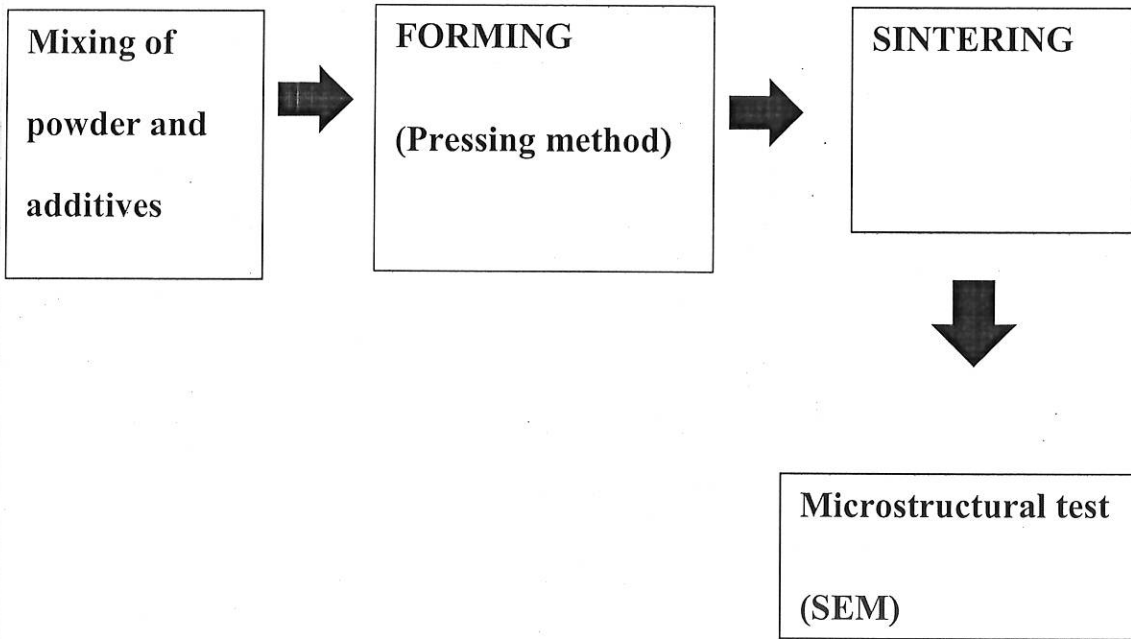 Mixing of
powder and
additives
FORMING
(Pressing method)
SINTERING
Microstructural test
(SEM)